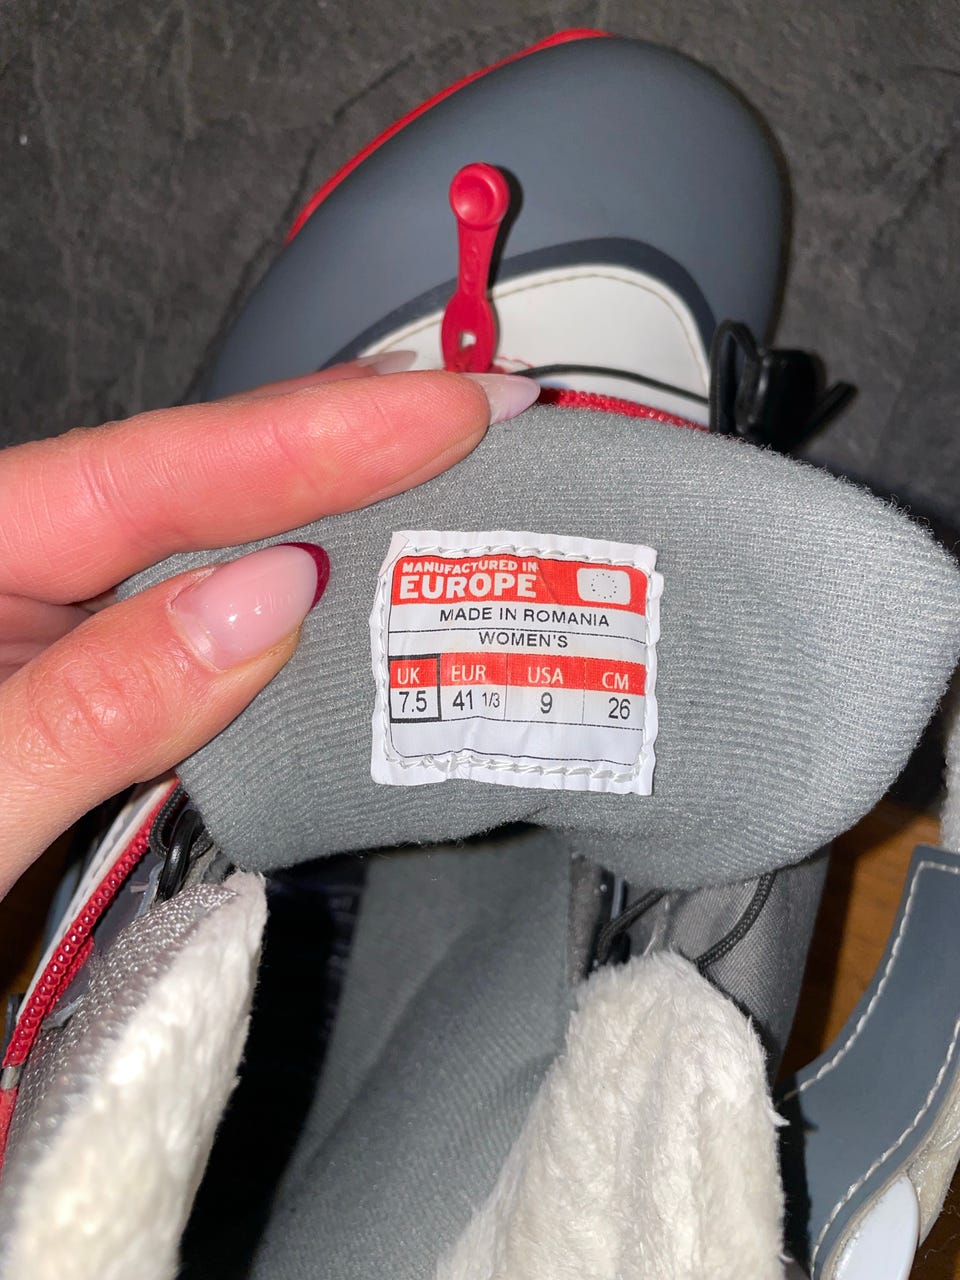 MANUFACTURED IN
EUROPE
MADE IN ROMANIA
WOMEN'S
UK EUR USA CM
7.5 41 1/3 9 26